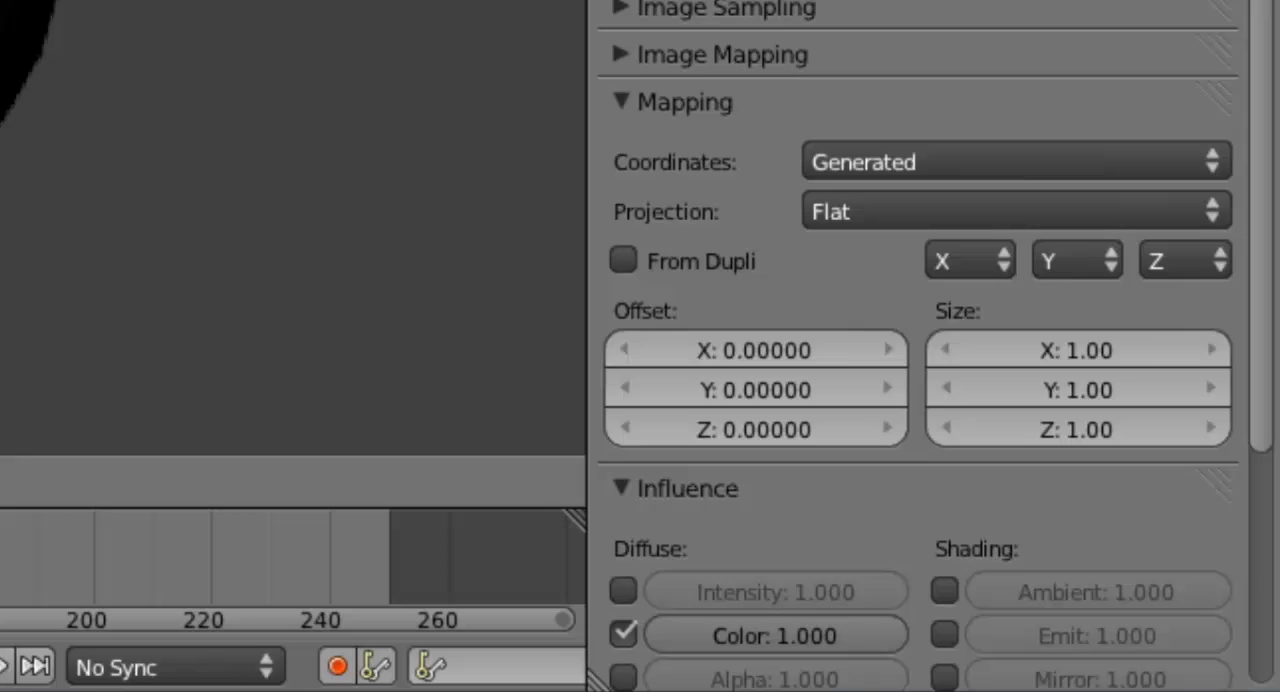 Image Sampling
Image Mapping
Mapping
Coordinates: Generated
Projection: Flat
From Dupli X Y Z
Offset: Size:
X: 0.00000 X: 1.00
Y: 0.00000 Y: 1.00
Z: 0.00000 Z: 1.00
Influence
Diffuse: Shading:
Intensity: 1.000 Ambient: 1.000
Color: 1.000 Emit: 1.000
Alpha: 1.000 Mirror: 1.000
200 220 240 260
No Sync